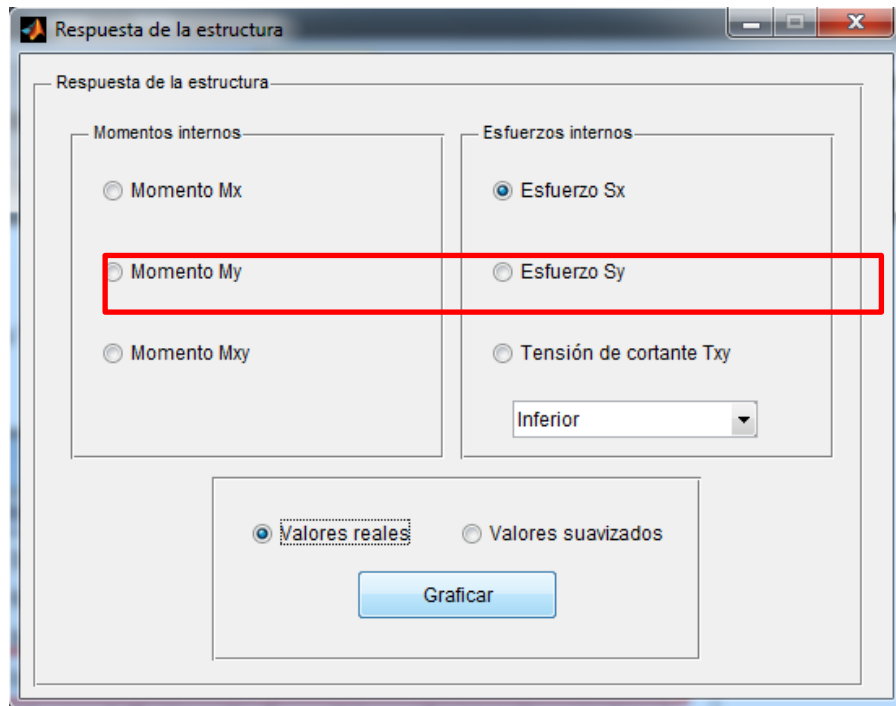 Respuesta de la estructura
Respuesta de la estructura
Momentos internos
Momento Mx
Momento My
Momento Mxy
Esfuerzos internos
Esfuerzo Sx
Esfuerzo Sy
Tensión de cortante Txy
Inferior
Valores reales
Valores suavizados
Graficar